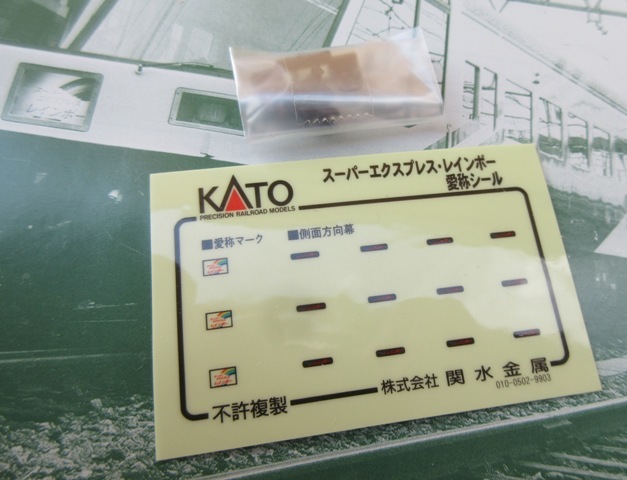 KATO
PRECISION RAILROAD MODELS
スーパーエクスプレス・レインボー
愛称シール
■愛称マーク
■側面方向幕
不許複製
株式会社 関水金属
010-0502-9903